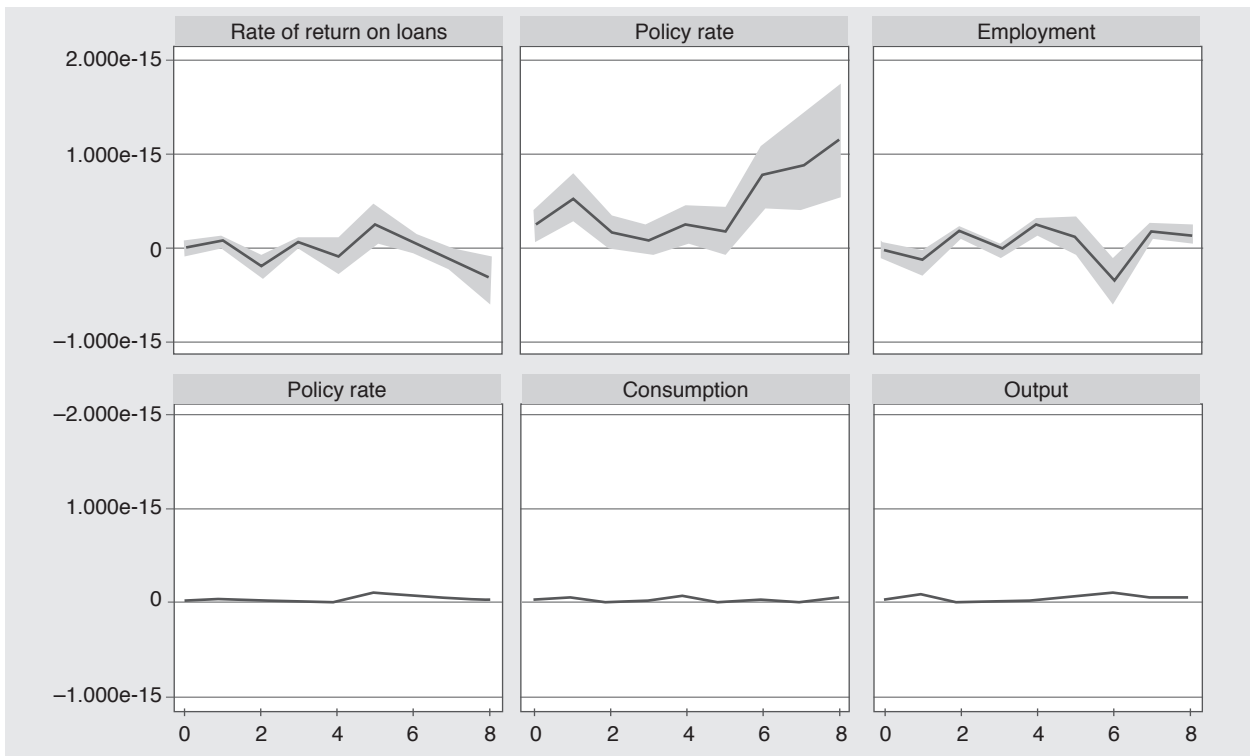 Rate of return on loans
Policy rate
Employment
2.000e-15
1.000e-15
0
–1.000e-15
Policy rate
Consumption
Output
–2.000e-15
1.000e-15
0
–1.000e-15
0 2 4 6 8 0 2 4 6 8 0 2 4 6 8